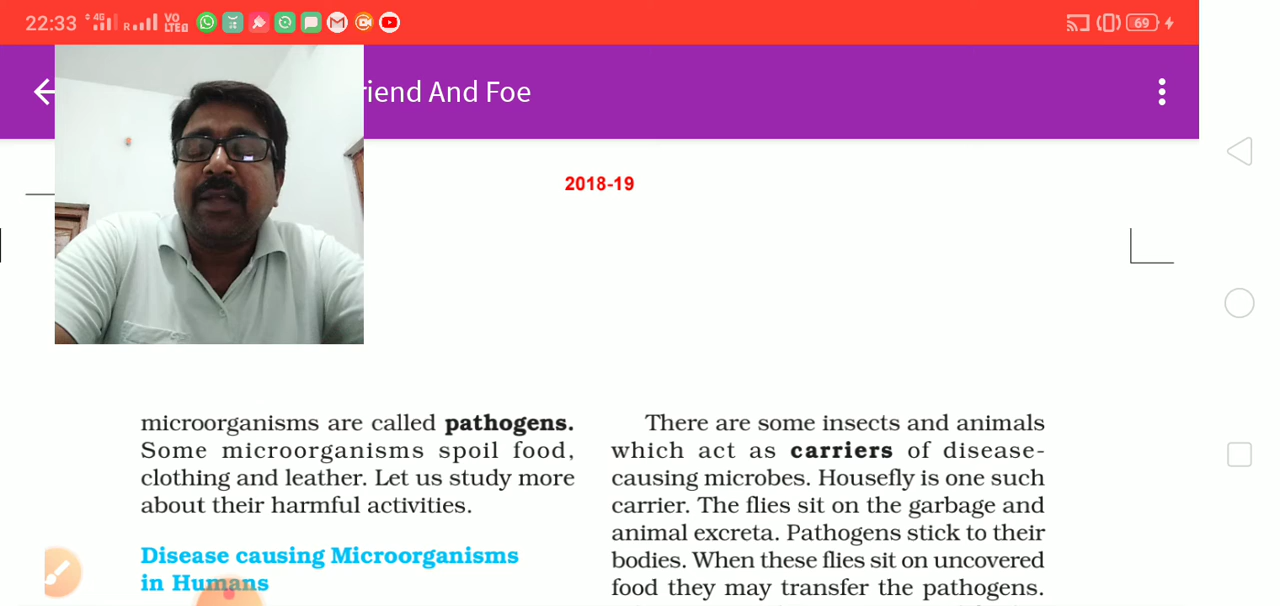 22:33
4G
R
VO
LTE
69
riend And Foe
2018-19
microorganisms are called pathogens.
Some microorganisms spoil food,
clothing and leather. Let us study more
about their harmful activities.
Disease causing Microorganisms
in Humans
There are some insects and animals
which act as carriers of disease-
causing microbes. Housefly is one such
carrier. The flies sit on the garbage and
animal excreta. Pathogens stick to their
bodies. When these flies sit on uncovered
food they may transfer the pathogens.